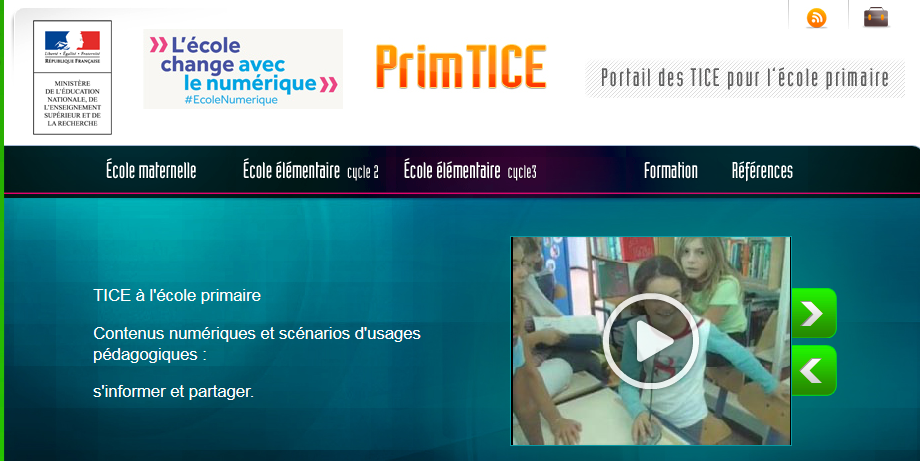 Liberté • Égalité • Fraternité
RÉPUBLIQUE FRANÇAISE
MINISTÈRE
DE L'ÉDUCATION
NATIONALE, DE
L'ENSEIGNEMENT
SUPÉRIEUR ET DE
LA RECHERCHE
L'école
change avec
le numérique
#EcoleNumerique
PrimTICE
Portail des TICE pour l'école primaire
École maternelle
École élémentaire cycle 2
École élémentaire cycle3
Formation
Références
TICE à l'école primaire
Contenus numériques et scénarios d'usages
pédagogiques :
s'informer et partager.